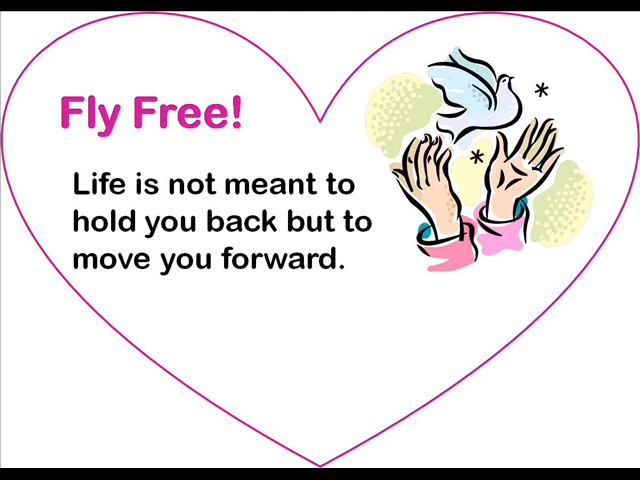 Fly Free!
Life is not meant to
hold you back but to
move you forward.